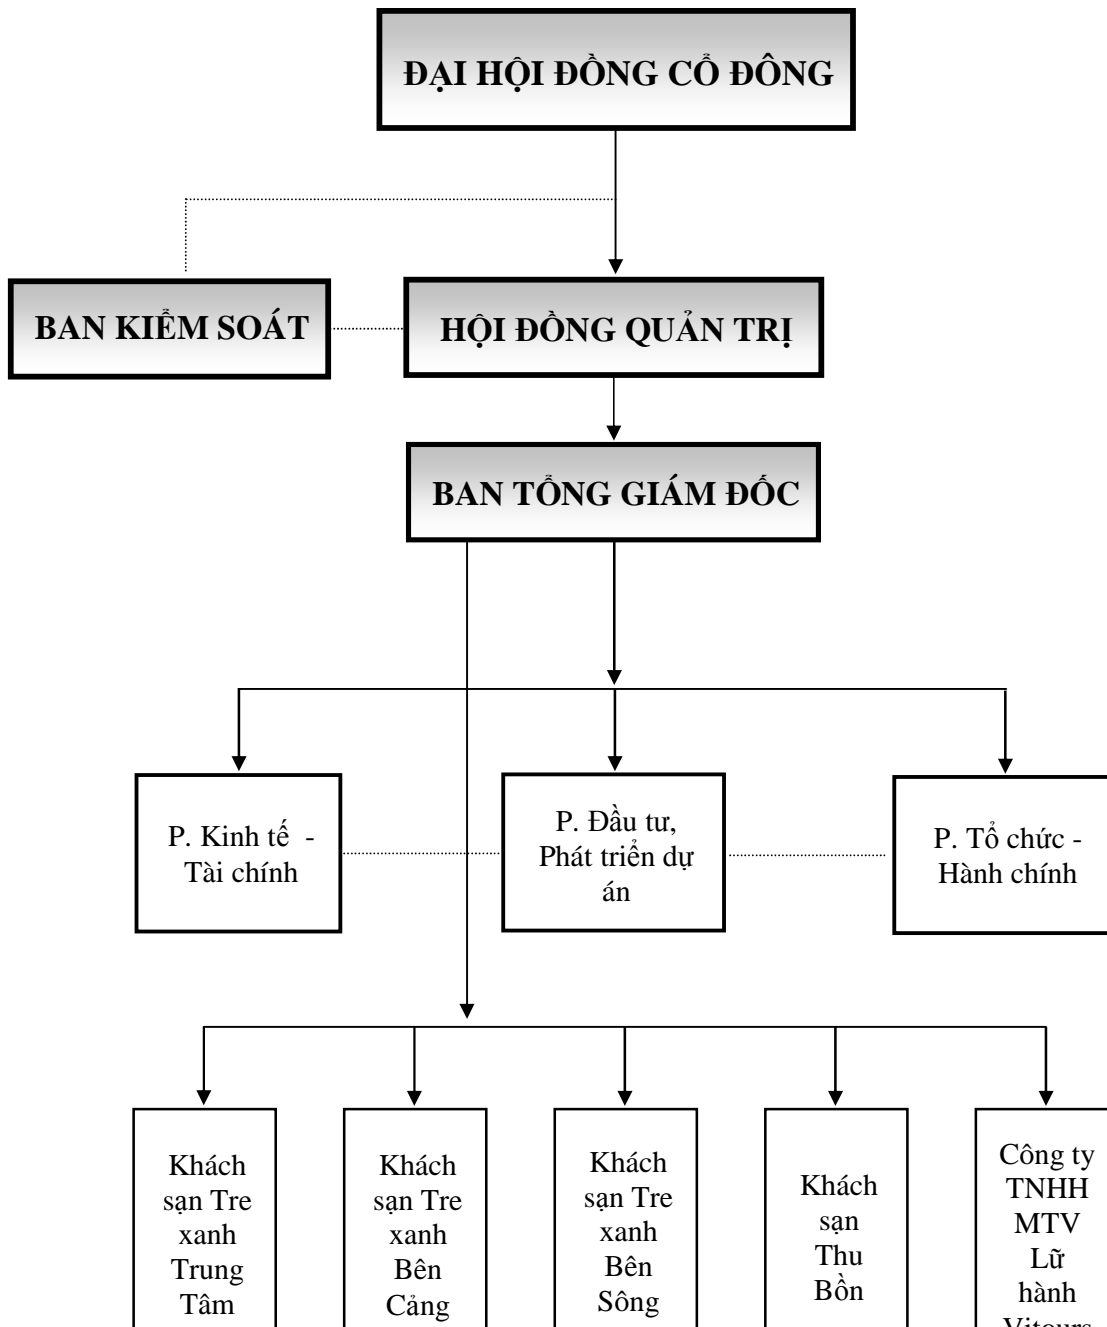 ĐẠI HỘI ĐỒNG CỔ ĐÔNG
BAN KIỂM SOÁT
HỘI ĐỒNG QUẢN TRỊ
BAN TỔNG GIÁM ĐỐC
P. Kinh tế -
Tài chính
P. Đầu tư,
Phát triển dự
án
P. Tổ chức -
Hành chính
Khách
sạn Tre
xanh
Trung
Tâm
Khách
sạn Tre
xanh
Bên
Cảng
Khách
sạn Tre
xanh
Bên
Sông
Khách
sạn
Thu
Bồn
Công ty
TNHH
MTV
Lữ
hành
Vitours